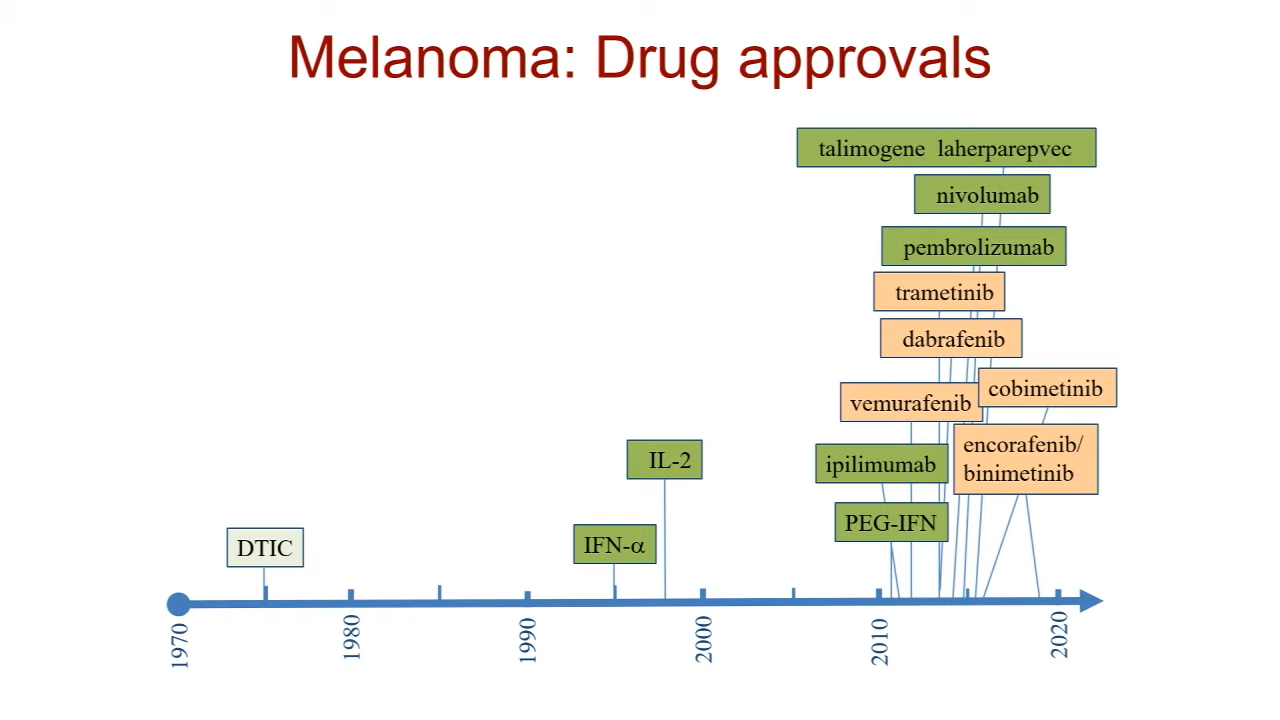 Melanoma: Drug approvals
talimogene laherparepvec
nivolumab
pembrolizumab
trametinib
dabrafenib
cobimetinib
vemurafenib
encorafenib/
binimetinib
IL-2
ipilimumab
PEG-IFN
DTIC
IFN-α
1970
1980
1990
2000
2010
2020